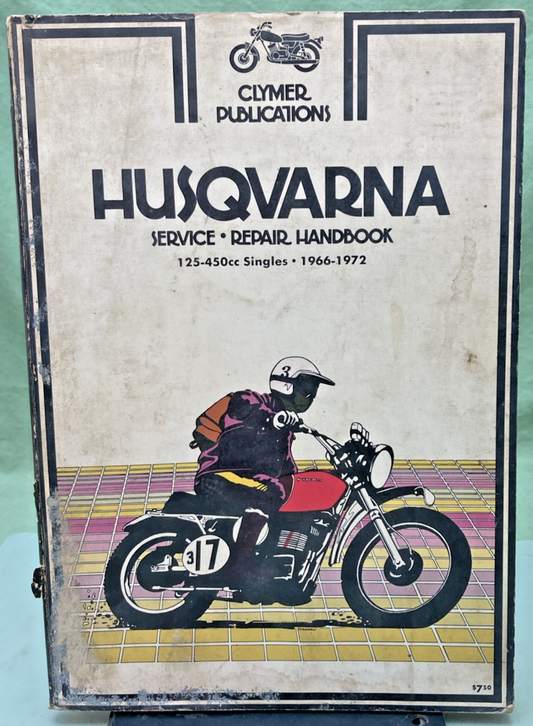 CLYMER
PUBLICATIONS
HUSQVARNA
SERVICE • REPAIR HANDBOOK
125-450cc Singles • 1966-1972
3
317
$7.50